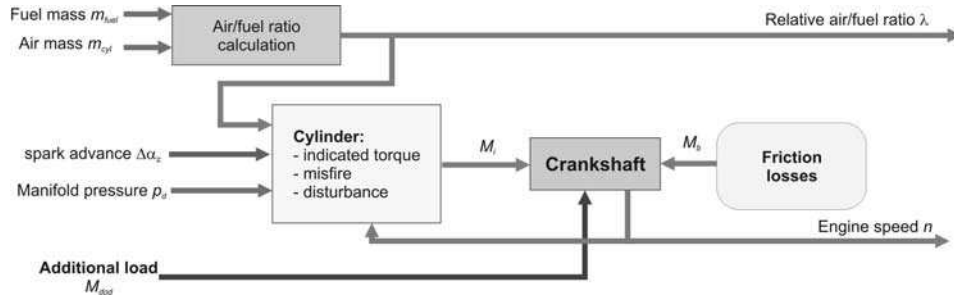 Fuel mass m_fuel
Air mass m_cyl
Air/fuel ratio
calculation
Relative air/fuel ratio λ
Cylinder:
- indicated torque
- misfire
- disturbance
spark advance Δα_z
Manifold pressure p_d
M_i
Crankshaft
M_b
Friction
losses
Engine speed n
Additional load
M_dod